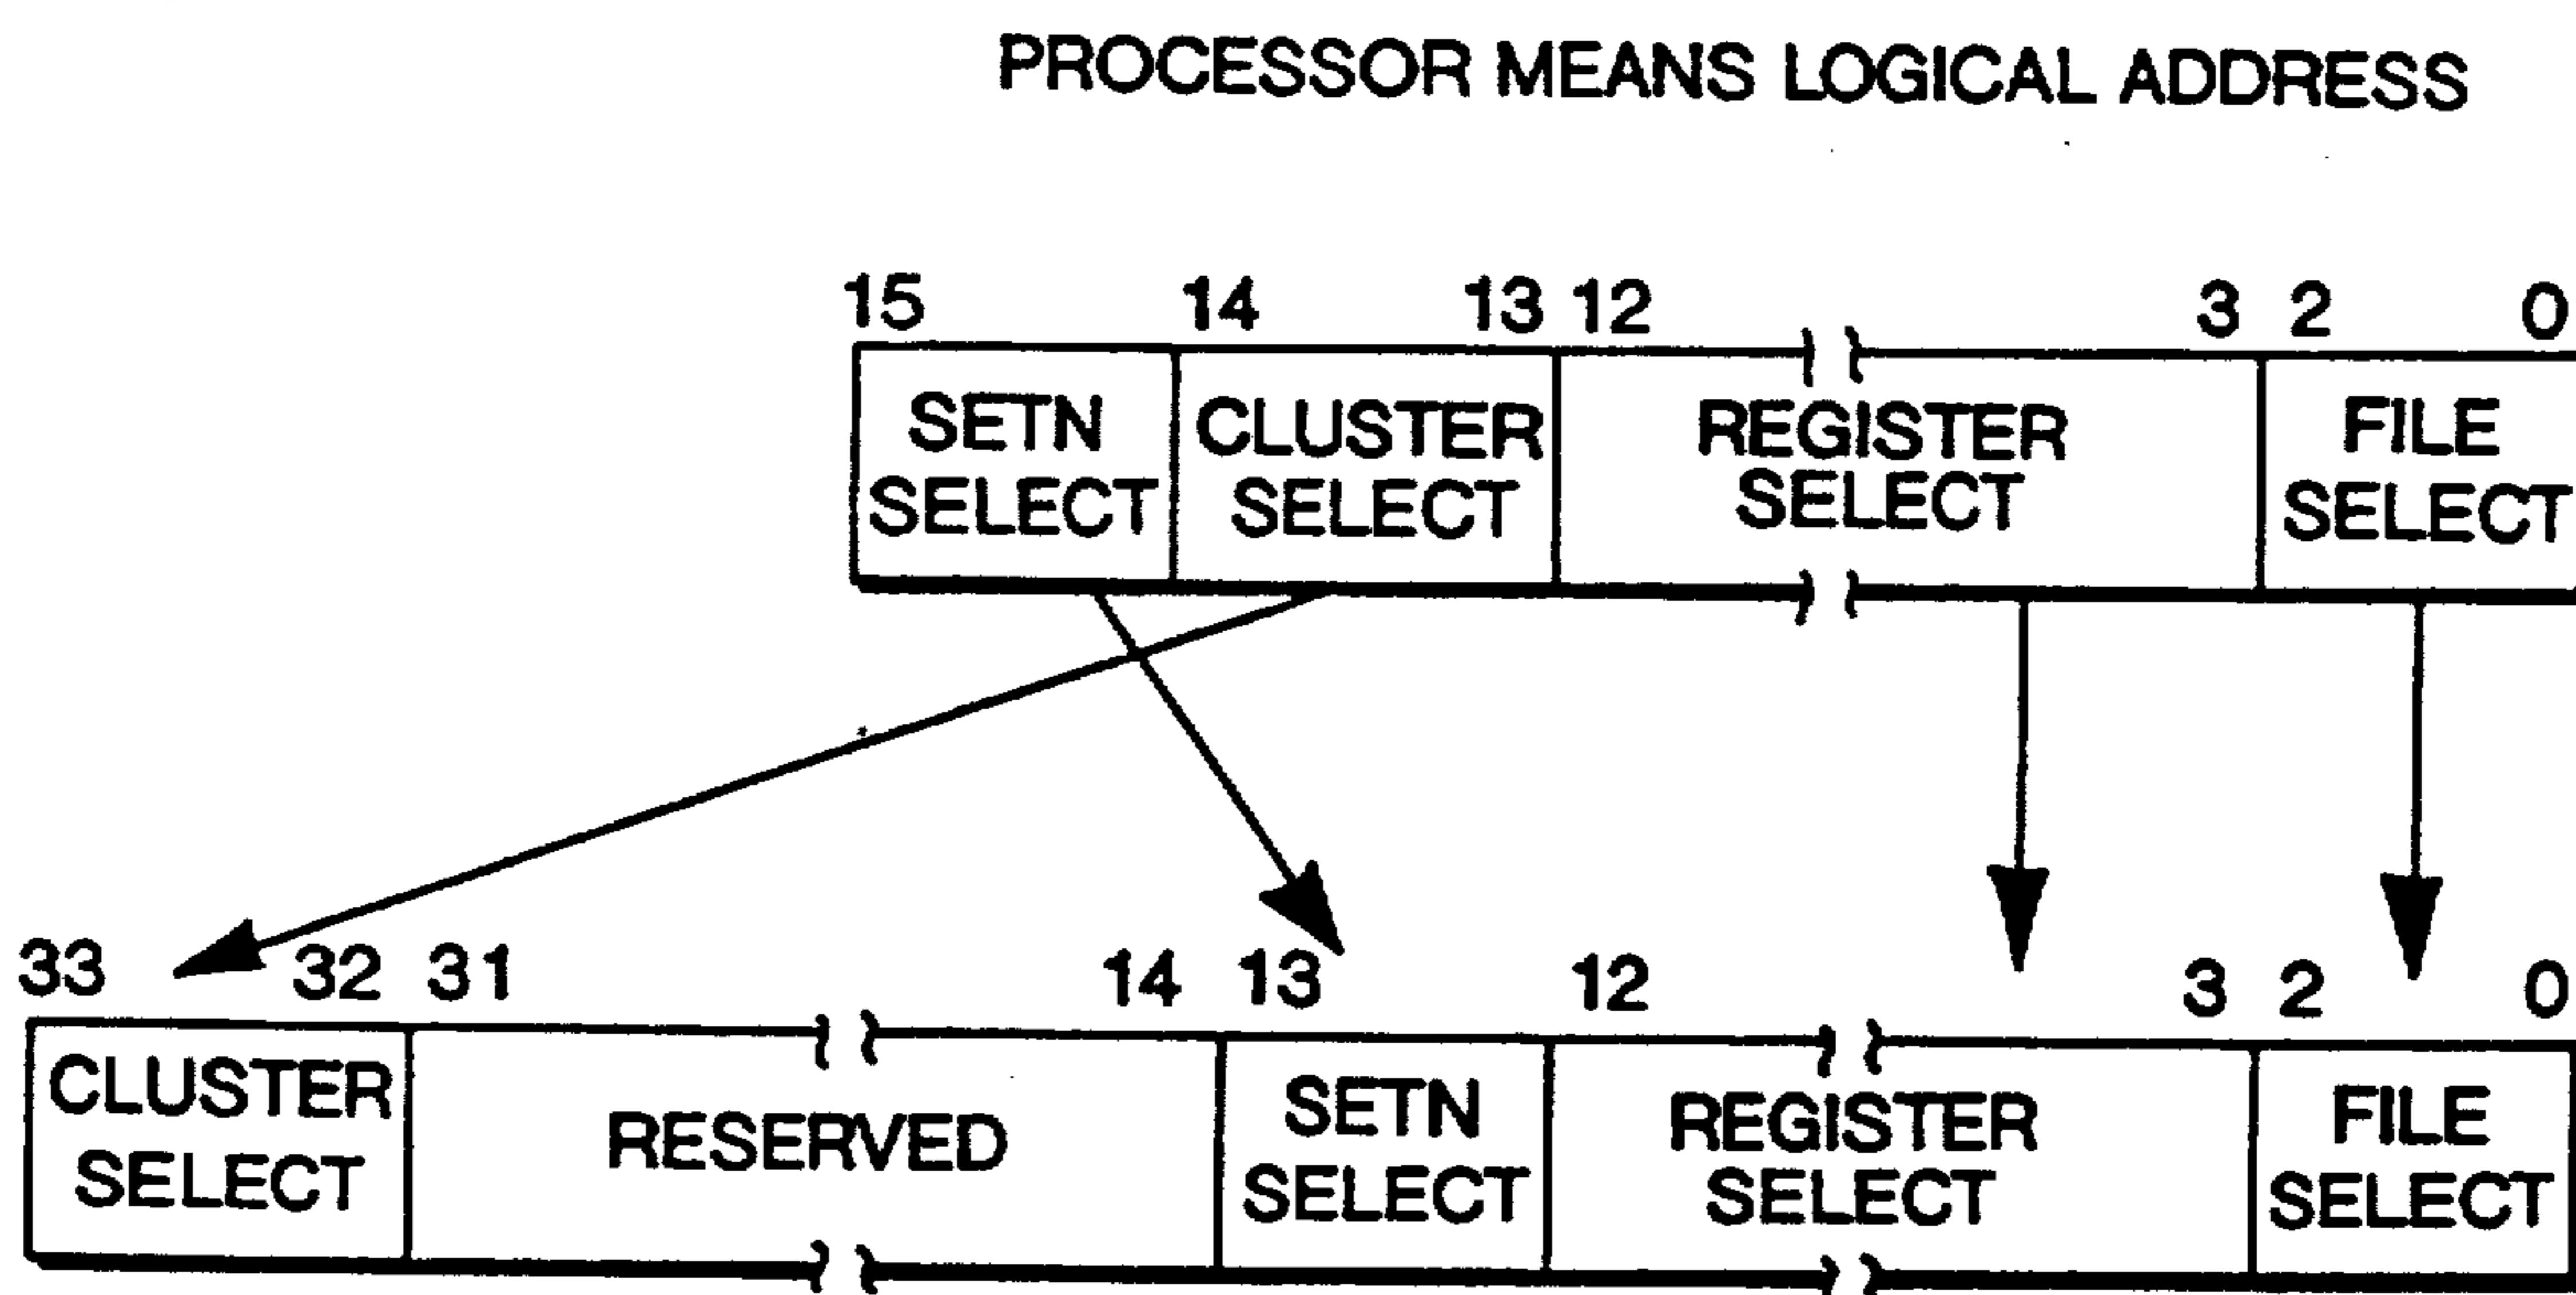 PROCESSOR MEANS LOGICAL ADDRESS
15 14 13 12 3 2 0
SETN SELECT
CLUSTER SELECT
REGISTER SELECT
FILE SELECT
33 32 31 14 13 12 3 2 0
CLUSTER SELECT
RESERVED
SETN SELECT
REGISTER SELECT
FILE SELECT